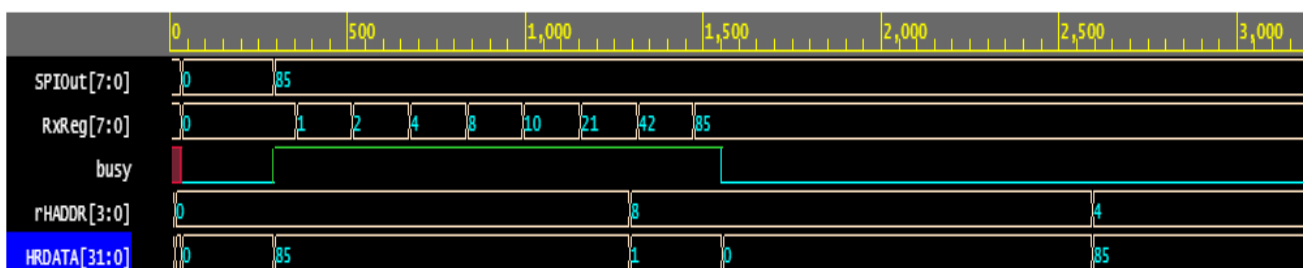 0 500 1,000 1,500 2,000 2,500 3,000
SPIOut[7:0] 0 85
RxReg[7:0] 0 1 2 4 8 10 21 42 85
busy
rHADDR[3:0] 0 8 4
HRDATA[31:0] 0 85 1 0 85